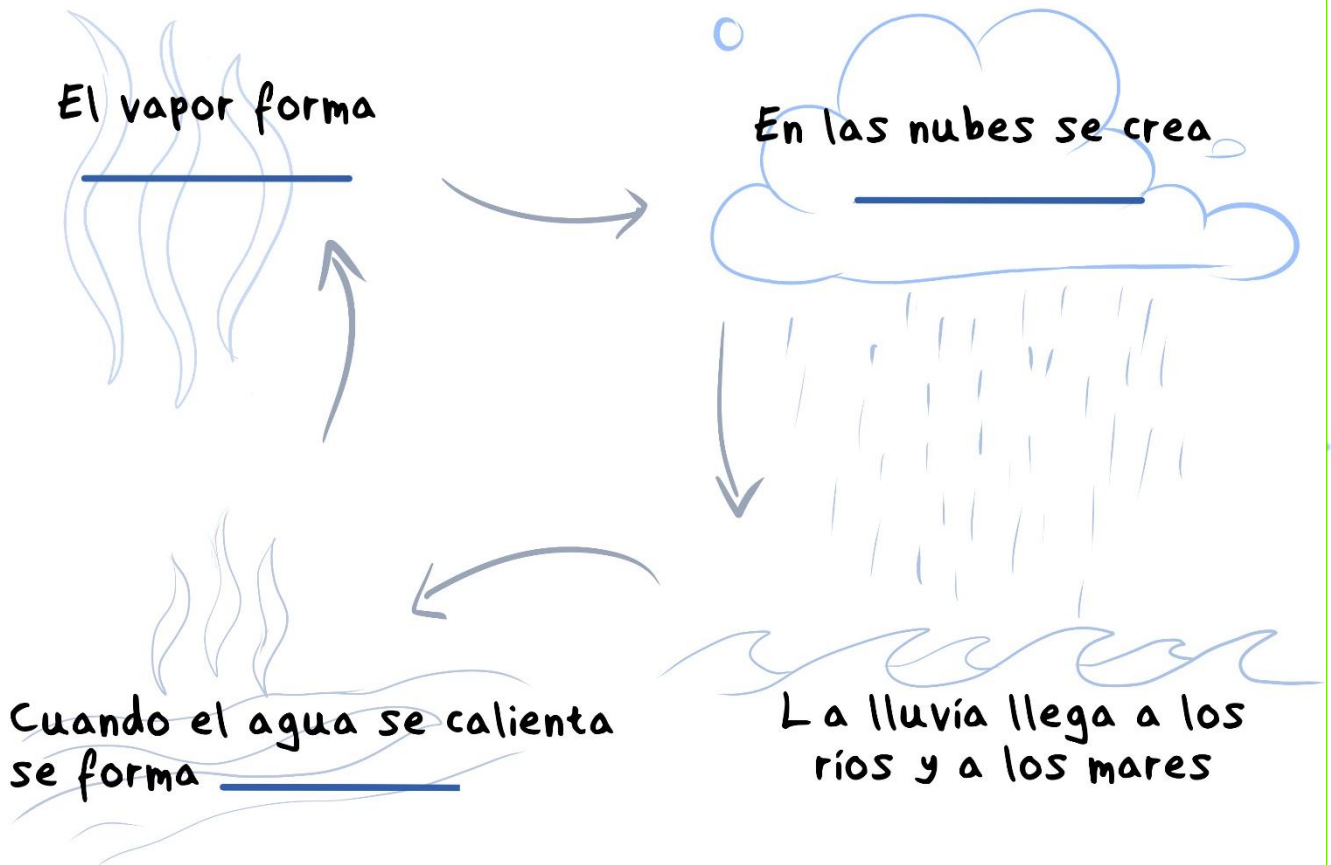 El vapor forma
En las nubes se crea
Cuando el agua se calienta
se forma
La lluvía llega a los
ríos y a los mares